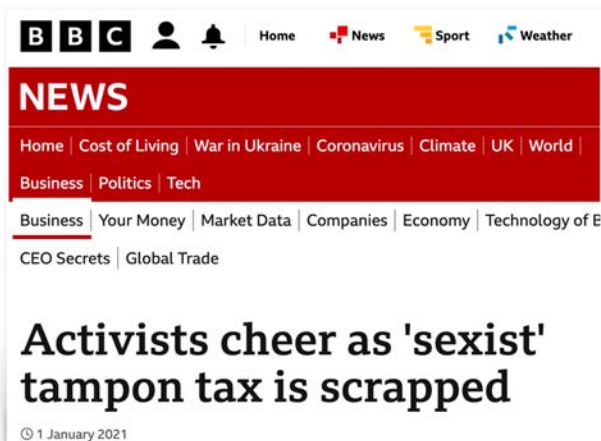 BBC Home News Sport Weather
NEWS
Home | Cost of Living | War in Ukraine | Coronavirus | Climate | UK | World |
Business | Politics | Tech
Business | Your Money | Market Data | Companies | Economy | Technology of B
CEO Secrets | Global Trade
Activists cheer as 'sexist'
tampon tax is scrapped
1 January 2021